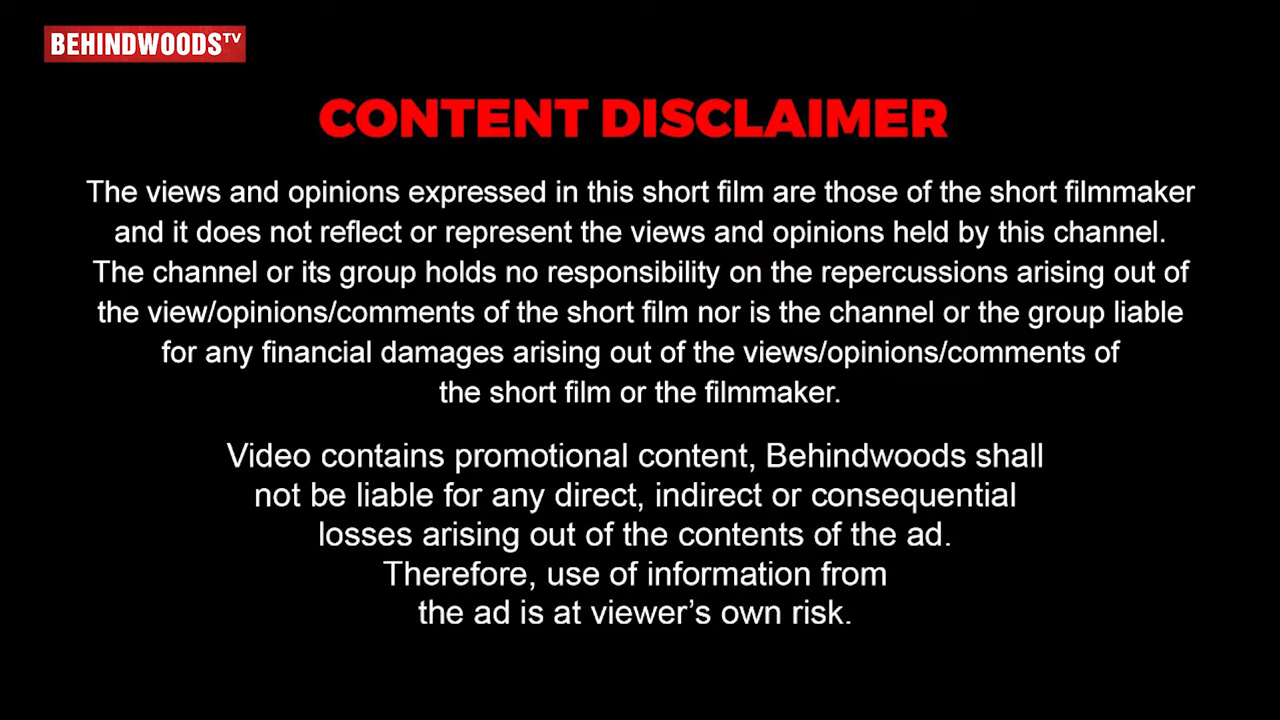 BEHINDWOODS TV
CONTENT DISCLAIMER
The views and opinions expressed in this short film are those of the short filmmaker
and it does not reflect or represent the views and opinions held by this channel.
The channel or its group holds no responsibility on the repercussions arising out of
the view/opinions/comments of the short film nor is the channel or the group liable
for any financial damages arising out of the views/opinions/comments of
the short film or the filmmaker.
Video contains promotional content, Behindwoods shall
not be liable for any direct, indirect or consequential
losses arising out of the contents of the ad.
Therefore, use of information from
the ad is at viewer’s own risk.